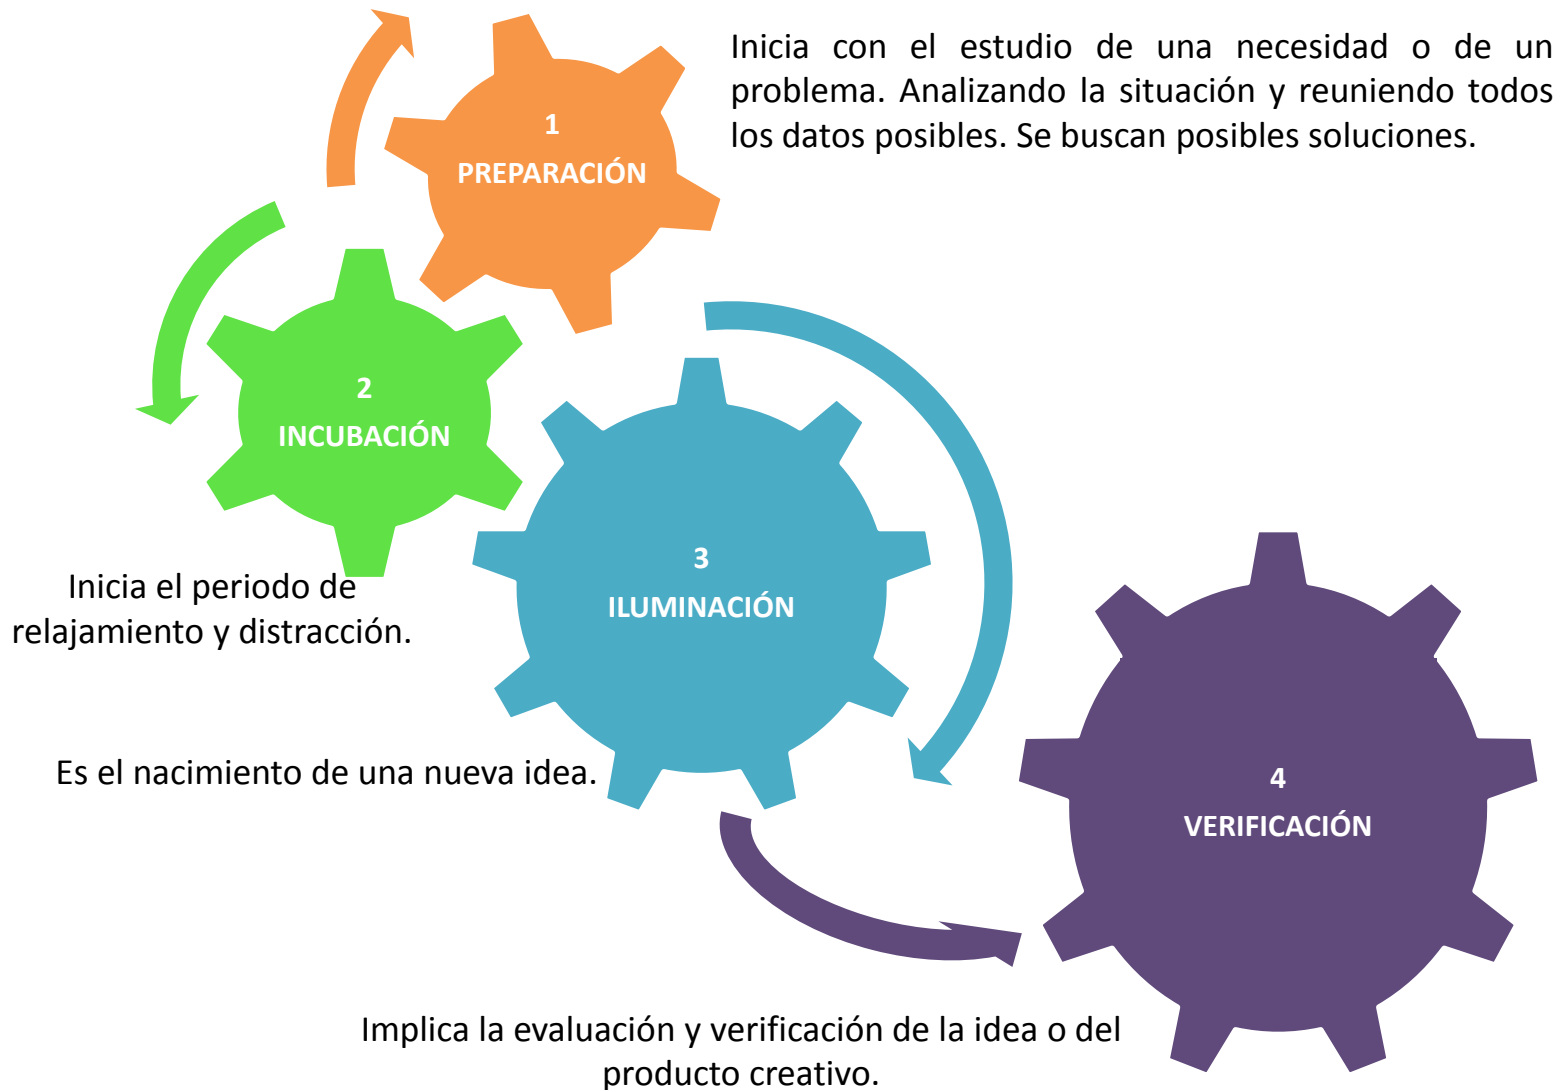 Inicia con el estudio de una necesidad o de un
problema. Analizando la situación y reuniendo todos
los datos posibles. Se buscan posibles soluciones.
1
PREPARACIÓN
2
INCUBACIÓN
Inicia el periodo de
relajamiento y distracción.
3
ILUMINACIÓN
Es el nacimiento de una nueva idea.
4
VERIFICACIÓN
Implica la evaluación y verificación de la idea o del
producto creativo.